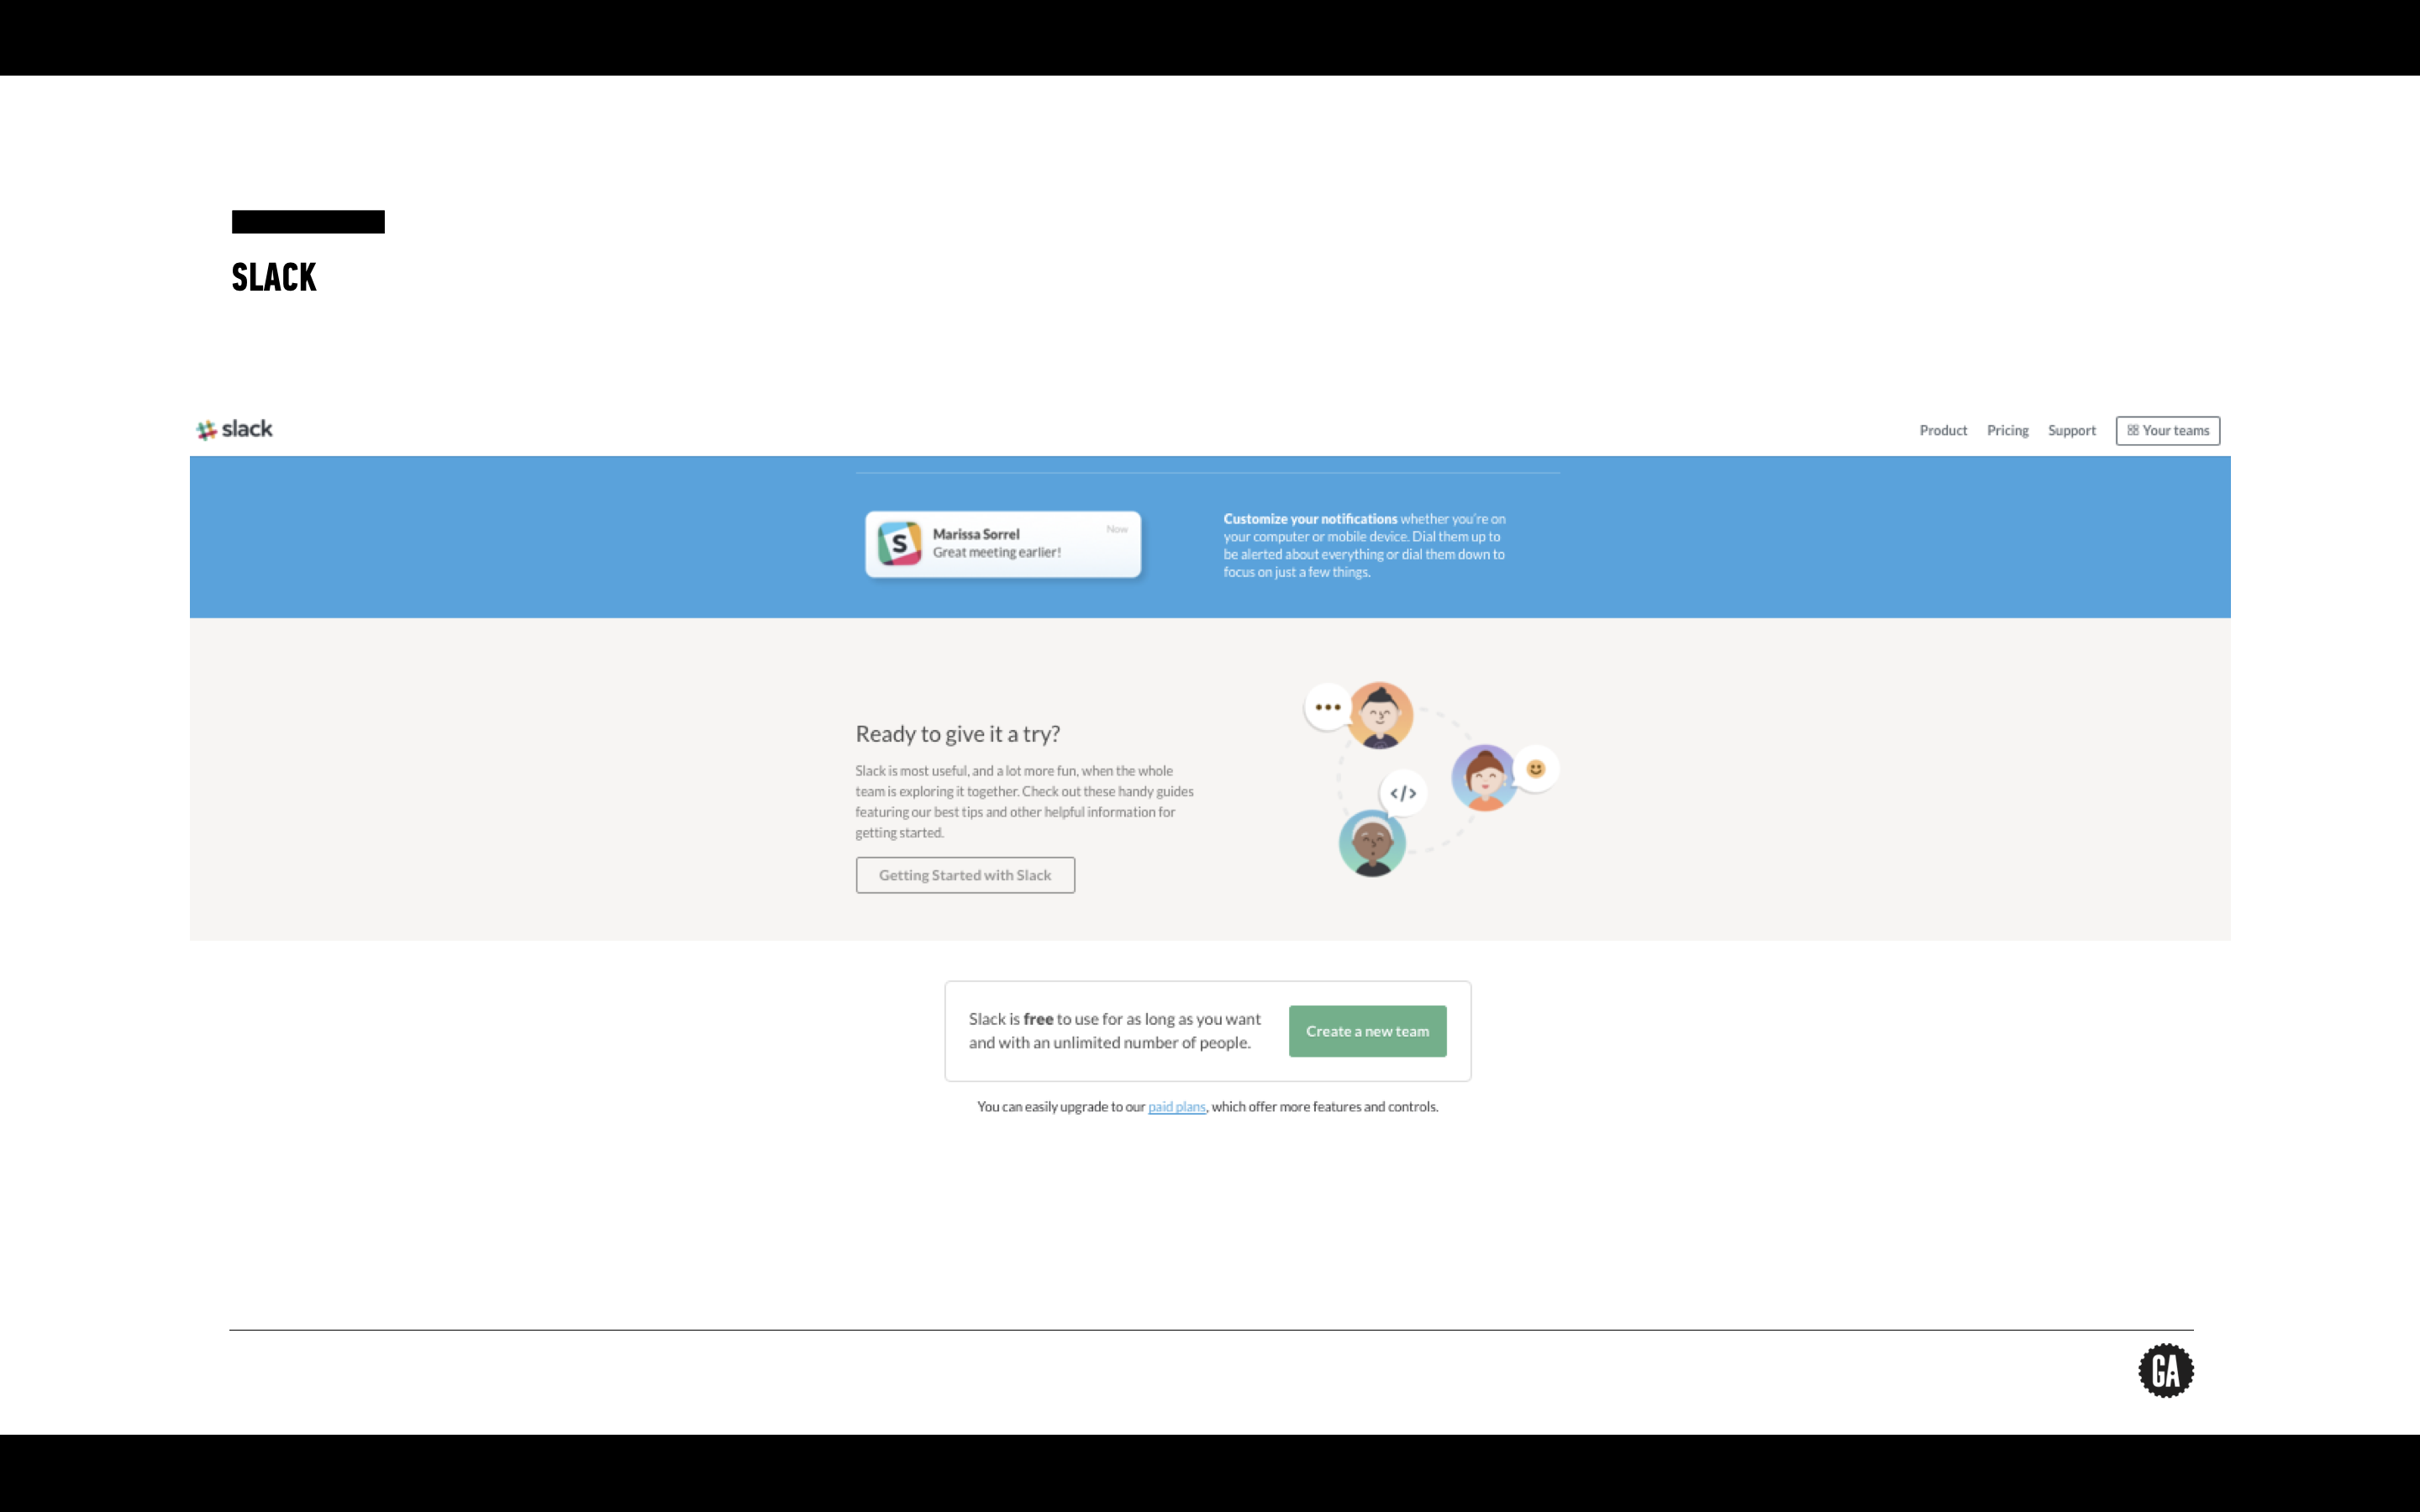 SLACK
slack
Product Pricing Support Your teams
S
Marissa Sorrel
Now
Great meeting earlier!
Customize your notifications whether you're on
your computer or mobile device. Dial them up to
be alerted about everything or dial them down to
focus on just a few things.
Ready to give it a try?
Slack is most useful, and a lot more fun, when the whole
team is exploring it together. Check out these handy guides
featuring our best tips and other helpful information for
getting started.
Getting Started with Slack
</>
Slack is free to use for as long as you want
and with an unlimited number of people.
Create a new team
You can easily upgrade to our paid plans, which offer more features and controls.
GA